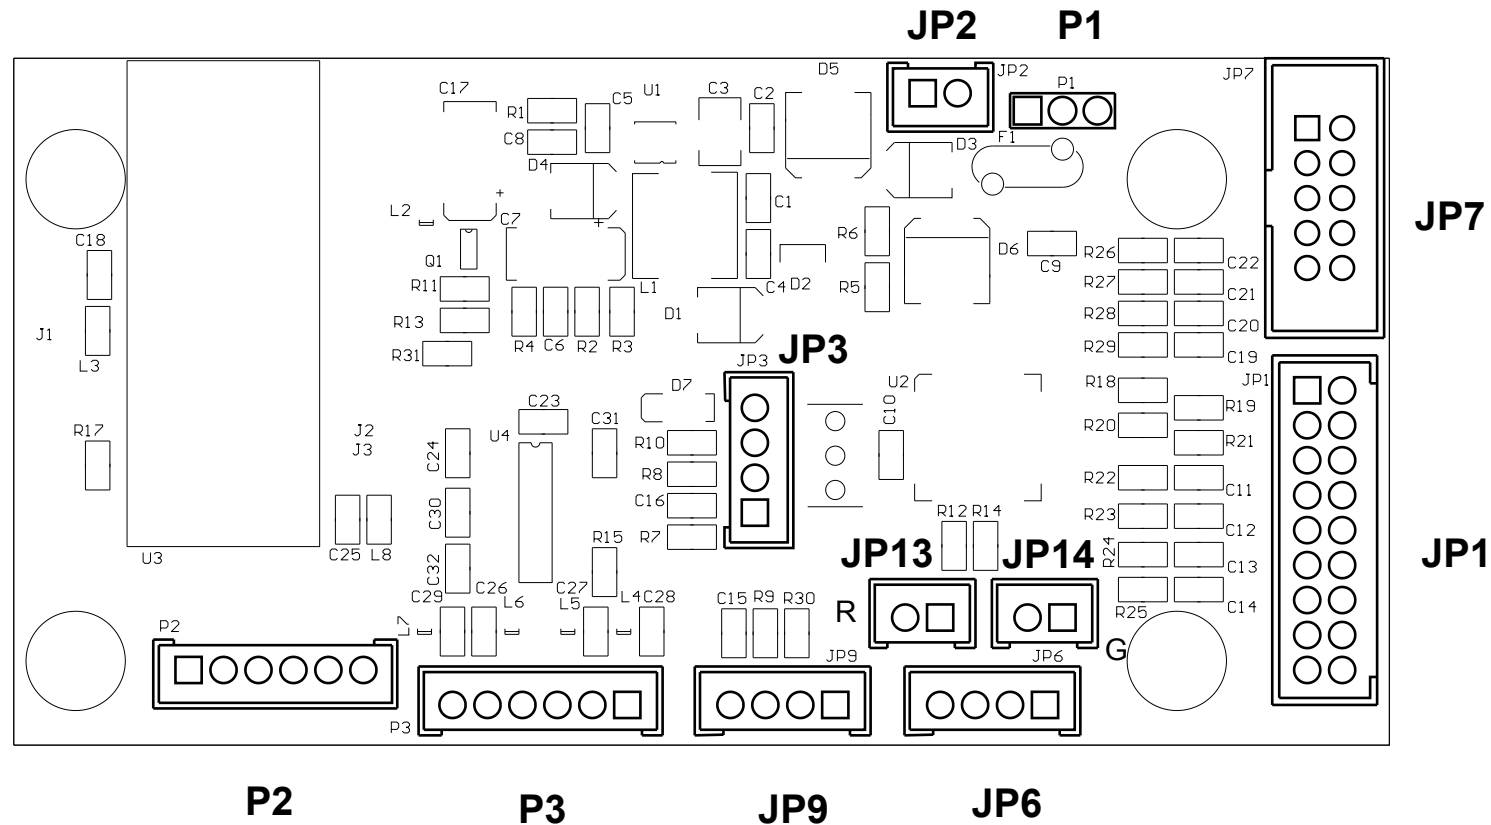 JP2 P1
D5 JP2 JP7
C17 R1 C5 U1 C3 C2 P1
C8 D4 D3 F1
JP7
L2 + C7 + C1 R6
C18 Q1 D6 C9 R26 C22
R11 L1 C4 D2 R5 R27 C21
J1 R13 D1 R28 C20
L3 R31 R4 C6 R2 R3 JP3 R29 C19
JP3
D7 U2 R18 JP1
C23 C31 C10 R20 R19
R17 J2 U4 R10 R21
J3 C24 R8 R22 C11
C30 C16 R12 R14 R23 C12
U3 C25 L8 R15 R7 JP13 JP14 R24 JP1
C32 C13
C29 C26 L6 C27 L5 L4 C28 C15 R9 R30 R C14
P2 L7 R25
JP9 JP6 G
P3
P2 P3 JP9 JP6